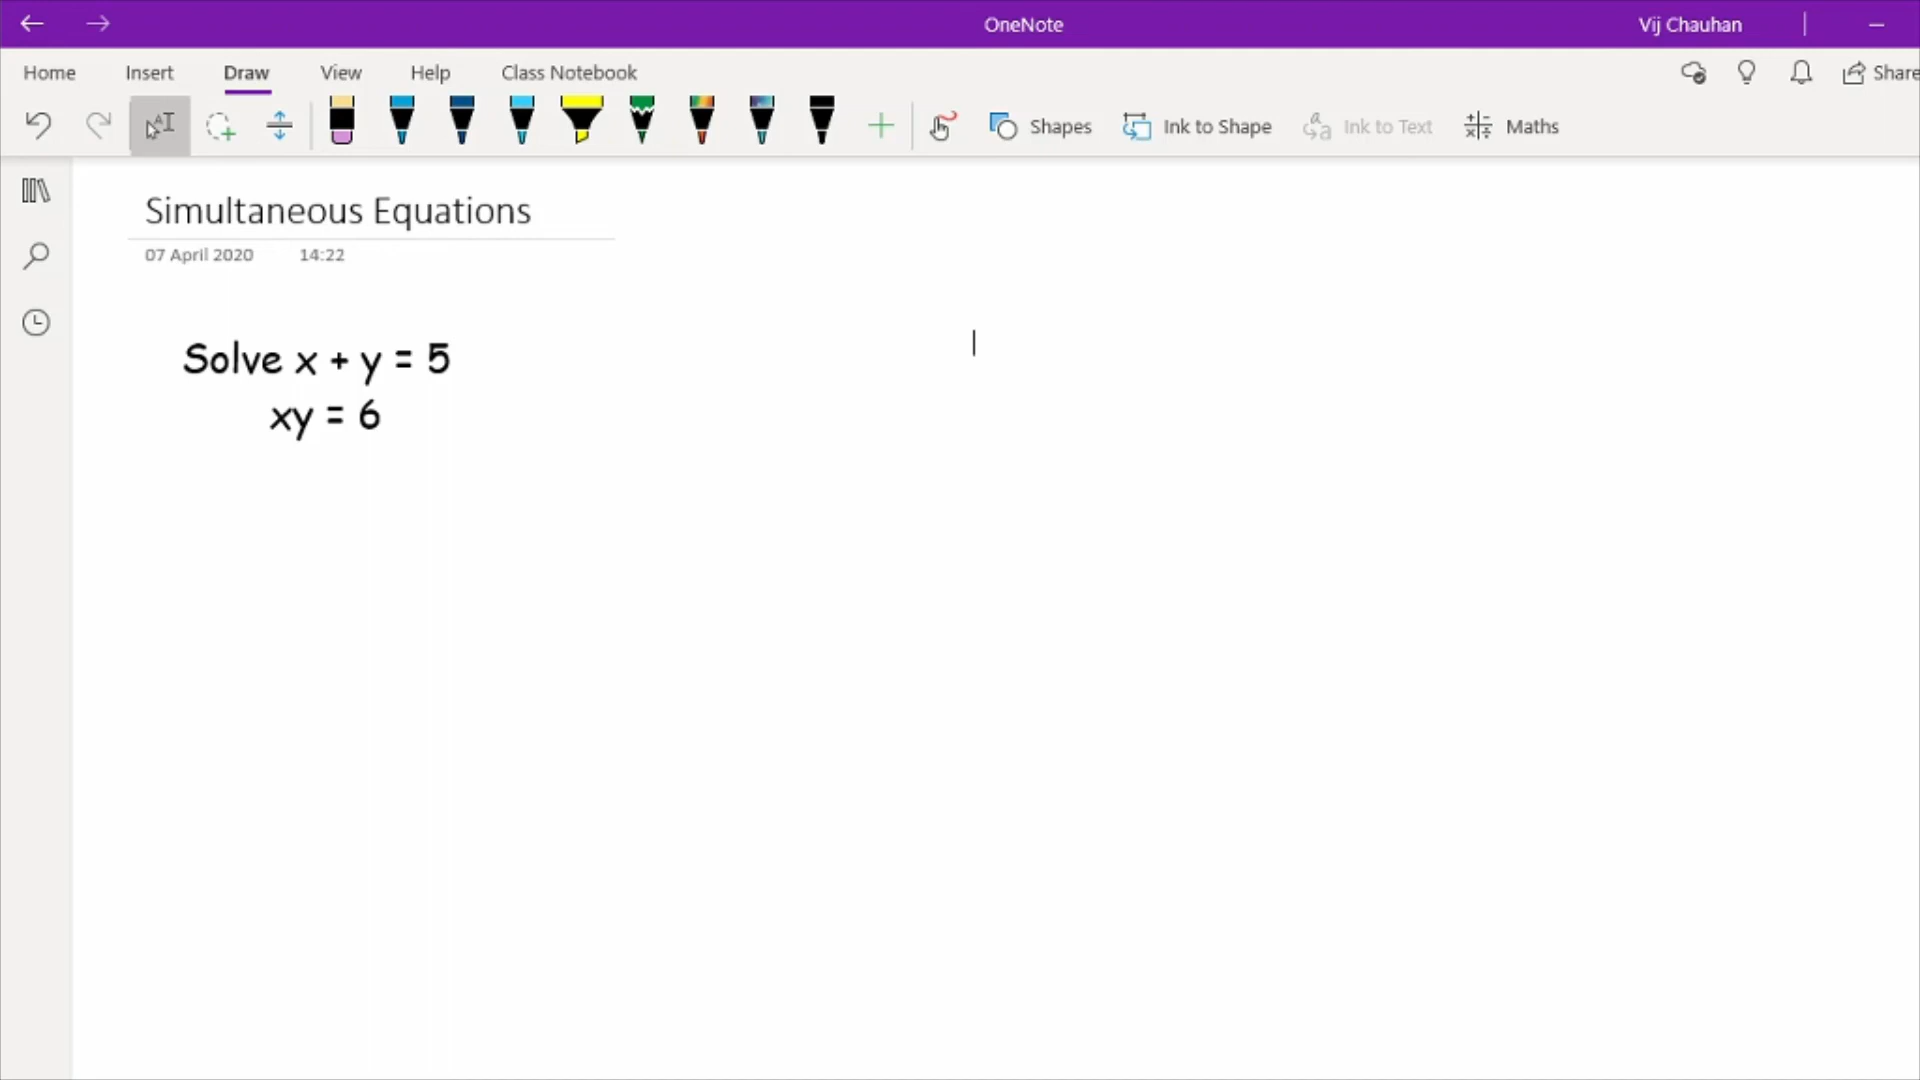 OneNote
Vij Chauhan
Home Insert Draw View Help Class Notebook
Share
Shapes Ink to Shape Ink to Text Maths
Simultaneous Equations
07 April 2020 14:22
Solve x + y = 5
xy = 6